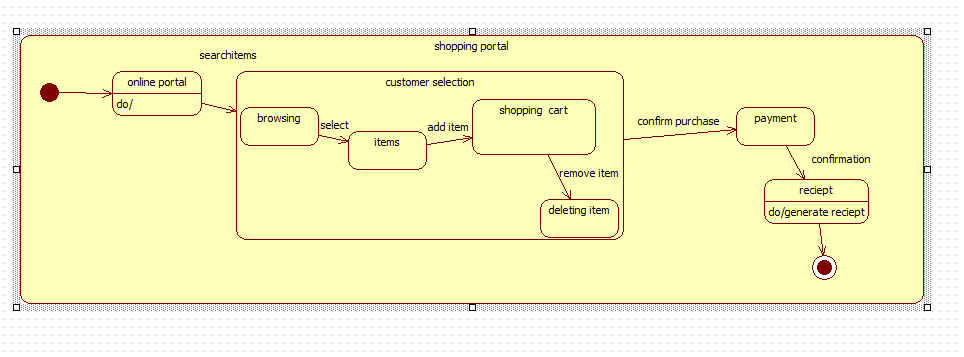 shopping portal
searchitems
online portal
do/
customer selection
browsing
select
items
add item
shopping cart
remove item
deleting item
confirm purchase
payment
confirmation
reciept
do/generate reciept